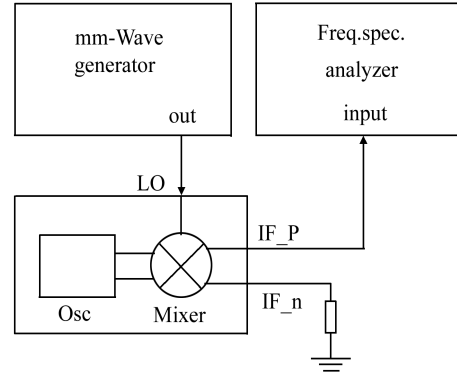 mm-Wave
generator
out
Freq.spec.
analyzer
input
LO
IF_P
IF_n
Osc
Mixer